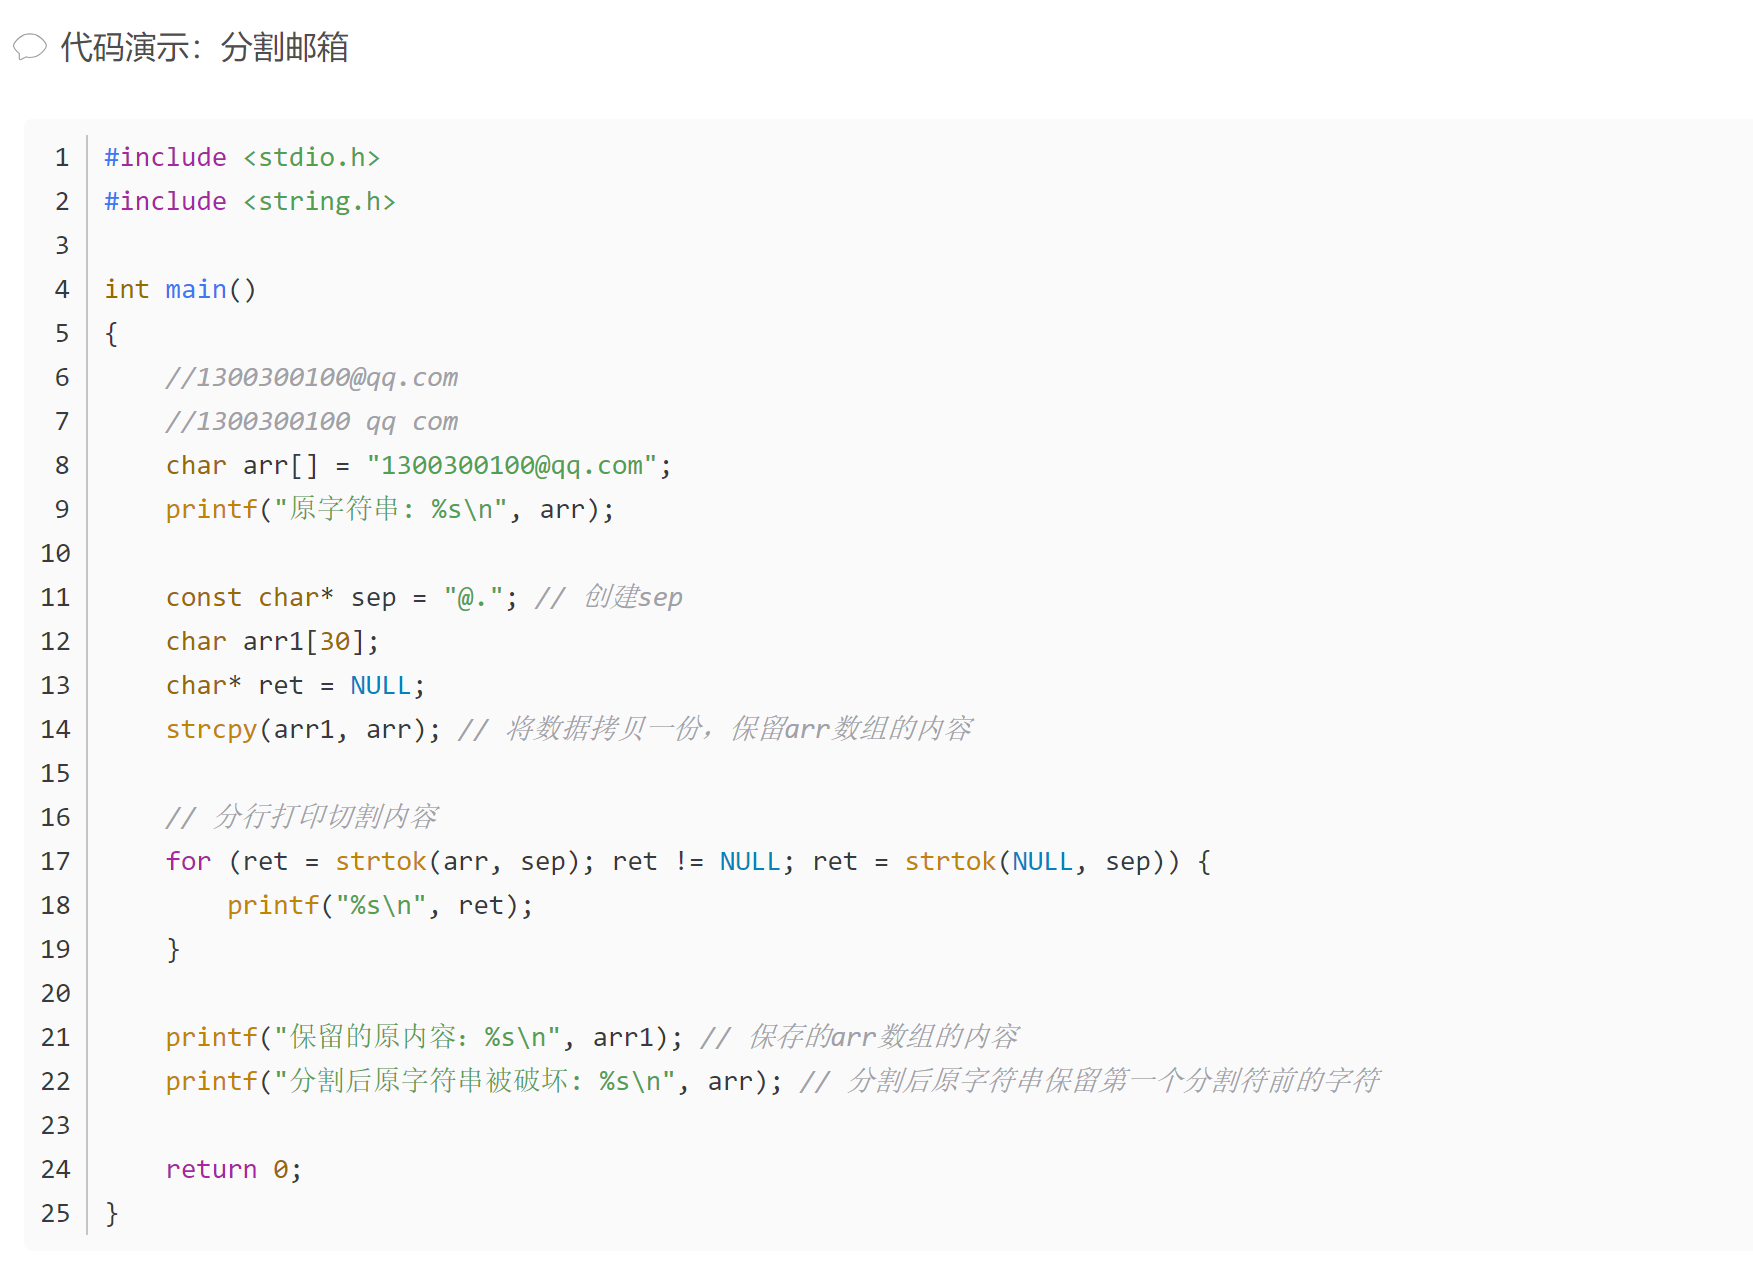 代码演示：分割邮箱
1 #include <stdio.h>
2 #include <string.h>
3
4 int main()
5 {
6     //1300300100@qq.com
7     //1300300100 qq com
8     char arr[] = "1300300100@qq.com";
9     printf("原字符串: %s\n", arr);
10
11     const char* sep = "@."; // 创建sep
12     char arr1[30];
13     char* ret = NULL;
14     strcpy(arr1, arr); // 将数据拷贝一份，保留arr数组的内容
15
16     // 分行打印切割内容
17     for (ret = strtok(arr, sep); ret != NULL; ret = strtok(NULL, sep)) {
18         printf("%s\n", ret);
19     }
20
21     printf("保留的原内容：%s\n", arr1); // 保存的arr数组的内容
22     printf("分割后原字符串被破坏: %s\n", arr); // 分割后原字符串保留第一个分割符前的字符
23
24     return 0;
25 }